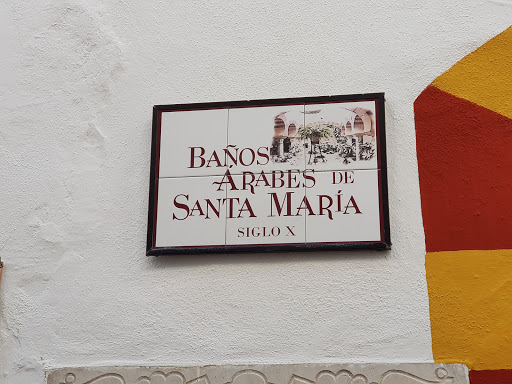 BAÑOS
ARABES DE
SANTA MARÍA
SIGLO X